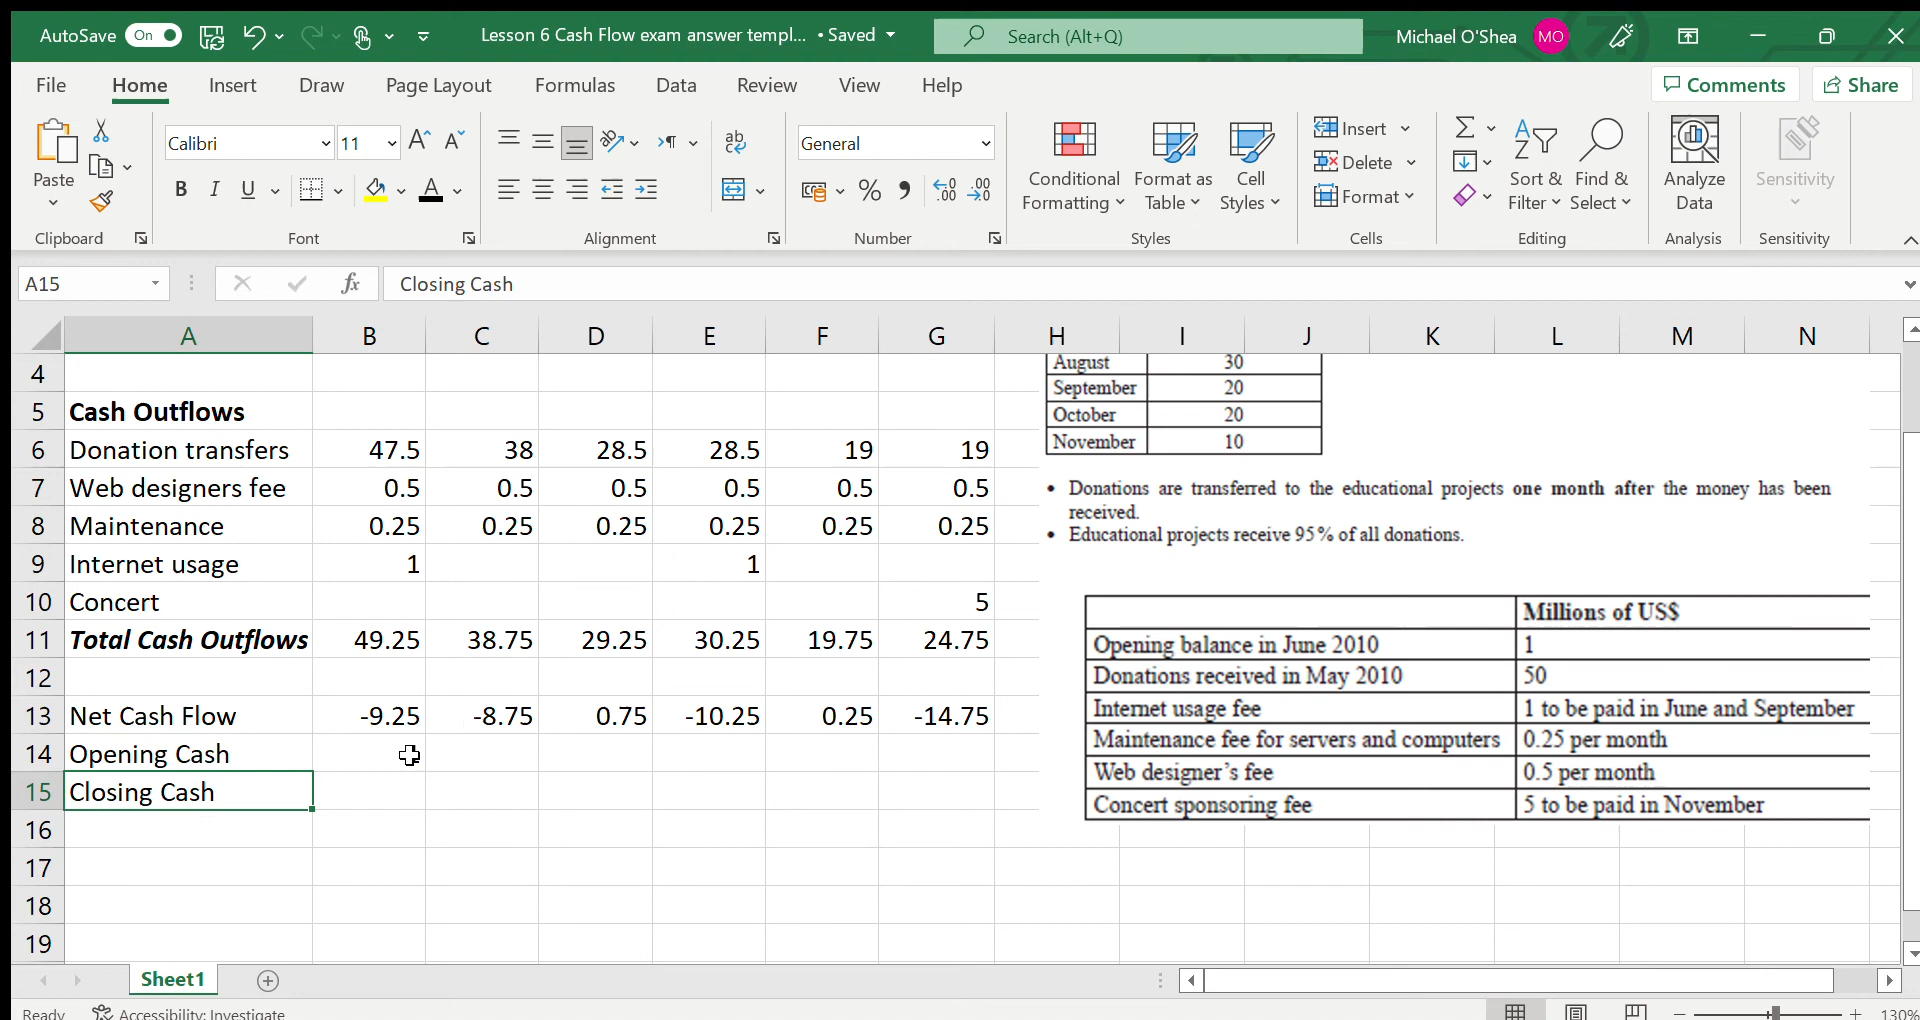 AutoSave On Lesson 6 Cash Flow exam answer templ... • Saved Search (Alt+Q) Michael O'Shea MO
File Home Insert Draw Page Layout Formulas Data Review View Help Comments Share
Calibri 11 General Insert
Delete
Format
Paste B I U A % Conditional Formatting Format as Table Cell Styles Sort & Filter Find & Select Analyze Data Sensitivity
Clipboard Font Alignment Number Styles Cells Editing Analysis Sensitivity
A15 fx Closing Cash
A B C D E F G H I J K L M N
4
5 Cash Outflows
6 Donation transfers 47.5 38 28.5 28.5 19 19
7 Web designers fee 0.5 0.5 0.5 0.5 0.5 0.5
8 Maintenance 0.25 0.25 0.25 0.25 0.25 0.25
9 Internet usage 1 1
10 Concert 5
11 Total Cash Outflows 49.25 38.75 29.25 30.25 19.75 24.75
12
13 Net Cash Flow -9.25 -8.75 0.75 -10.25 0.25 -14.75
14 Opening Cash
15 Closing Cash
16
17
18
19
August 30
September 20
October 20
November 10
• Donations are transferred to the educational projects one month after the money has been
received.
• Educational projects receive 95% of all donations.
Millions of US$
Opening balance in June 2010 1
Donations received in May 2010 50
Internet usage fee 1 to be paid in June and September
Maintenance fee for servers and computers 0.25 per month
Web designer's fee 0.5 per month
Concert sponsoring fee 5 to be paid in November
Sheet1
Ready Accessibility: Investigate 130%